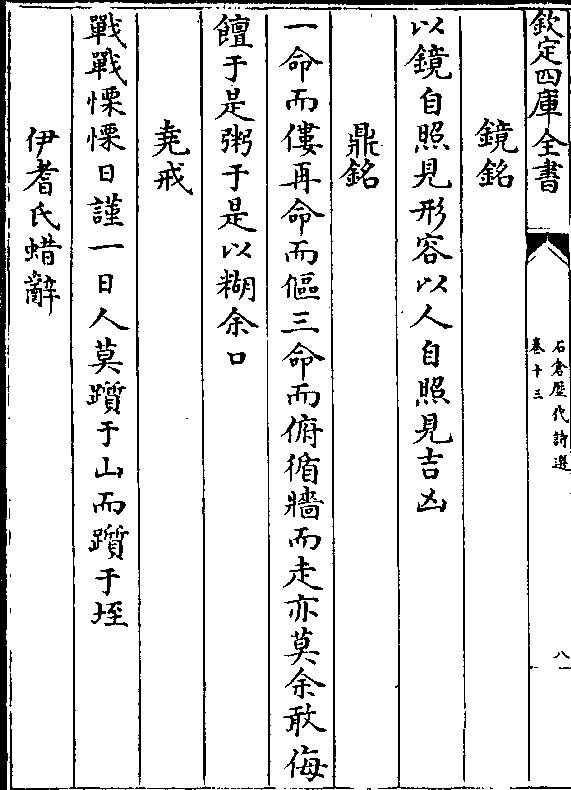 欽定四庫全書
石倉歷代詩選
卷十三
八
鏡銘
以鏡自照見形容以人自照見吉凶
鼎銘
一命而僂再命而傴三命而俯循牆而走亦莫余敢侮
饘于是粥于是以糊余口
堯戒
戰戰慄慄日謹一日人莫躓于山而躓于垤
伊耆氏蜡辭